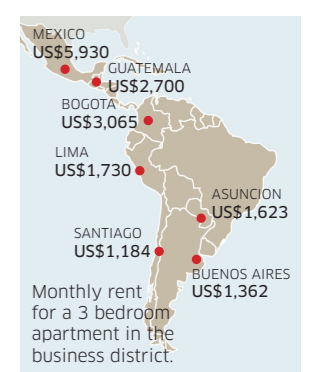 MEXICO
US$5,930
GUATEMALA
US$2,700
BOGOTA
US$3,065
LIMA
US$1,730
ASUNCION
US$1,623
SANTIAGO
US$1,184
BUENOS AIRES
US$1,362
Monthly rent
for a 3 bedroom
apartment in the
business district.